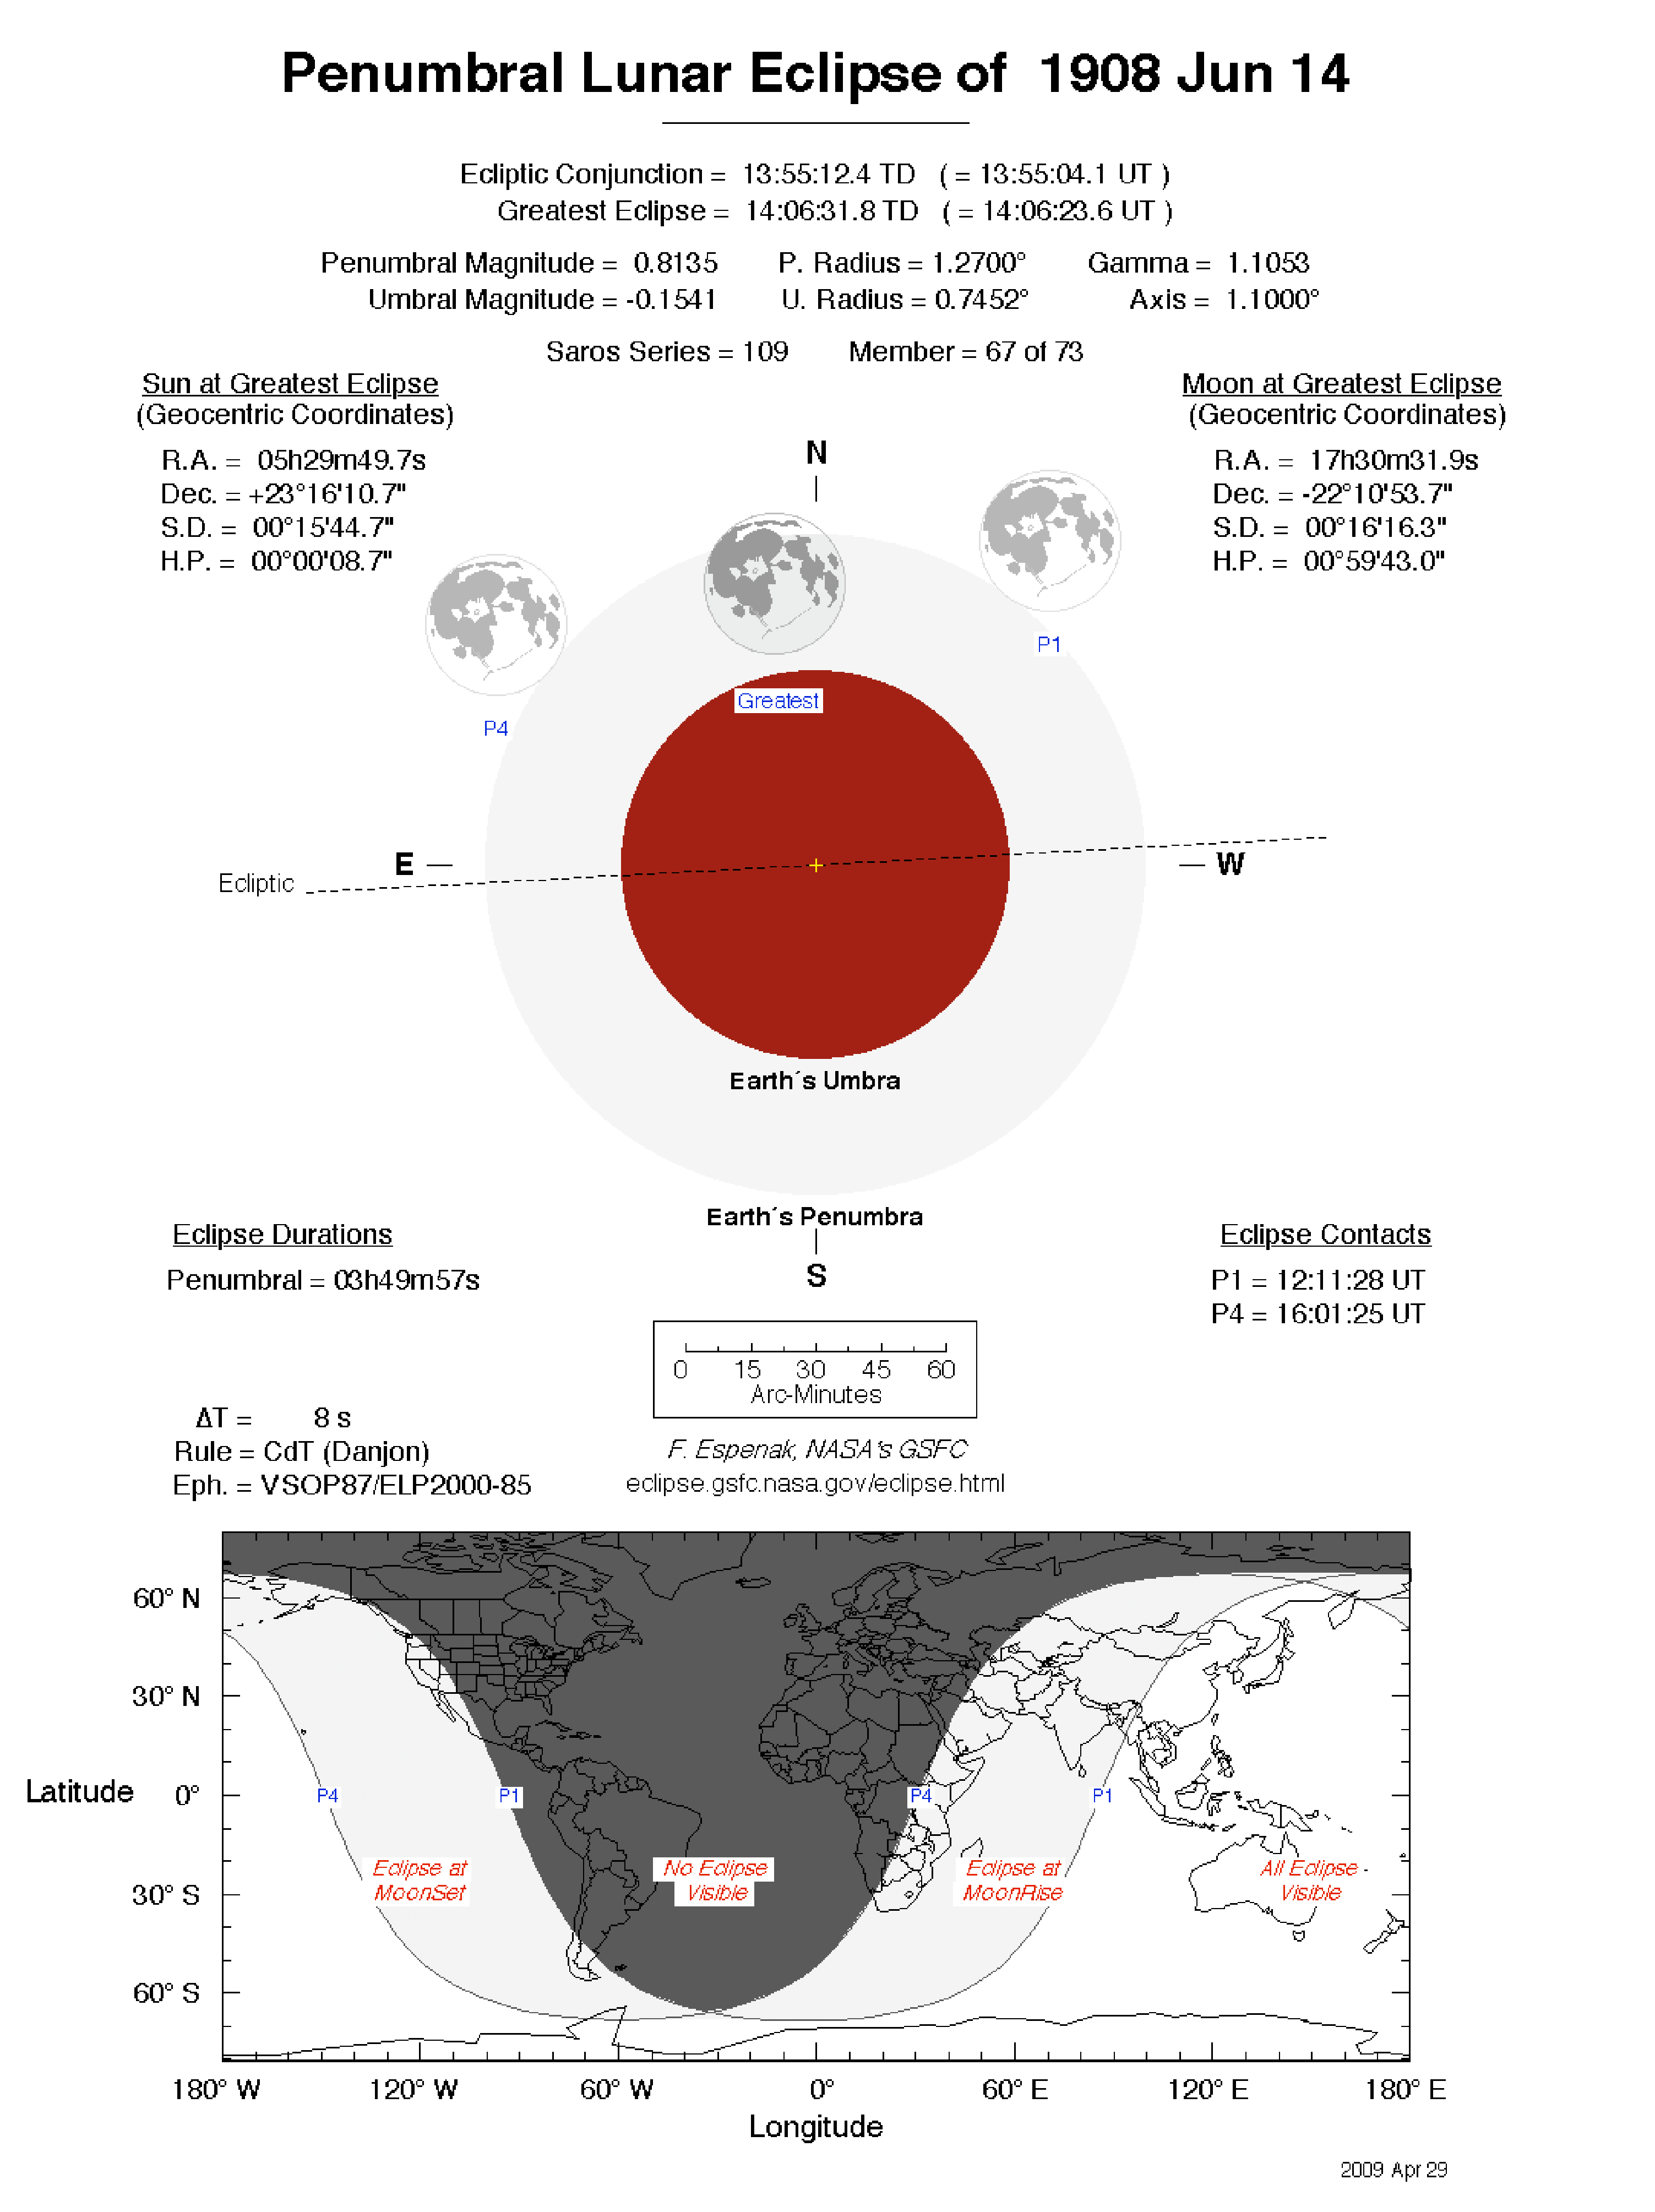 Penumbral Lunar Eclipse of 1908 Jun 14
Ecliptic Conjunction = 13:55:12.4 TD ( = 13:55:04.1 UT )
Greatest Eclipse = 14:06:31.8 TD ( = 14:06:23.6 UT )
Penumbral Magnitude = 0.8135 P. Radius = 1.2700° Gamma = 1.1053
Umbral Magnitude = -0.1541 U. Radius = 0.7452° Axis = 1.1000°
Saros Series = 109 Member = 67 of 73
Sun at Greatest Eclipse
(Geocentric Coordinates)
R.A. = 05h29m49.7s
Dec. = +23°16'10.7"
S.D. = 00°15'44.7"
H.P. = 00°00'08.7"
Moon at Greatest Eclipse
(Geocentric Coordinates)
R.A. = 17h30m31.9s
Dec. = -22°10'53.7"
S.D. = 00°16'16.3"
H.P. = 00°59'43.0"
N
P1
Greatest
P4
E
W
Ecliptic
Earth´s Umbra
Earth´s Penumbra
S
Eclipse Durations
Penumbral = 03h49m57s
Eclipse Contacts
P1 = 12:11:28 UT
P4 = 16:01:25 UT
0 15 30 45 60
Arc-Minutes
ΔT = 8 s
Rule = CdT (Danjon)
Eph. = VSOP87/ELP2000-85
F. Espenak, NASA's GSFC
eclipse.gsfc.nasa.gov/eclipse.html
60° N
30° N
Latitude 0°
30° S
60° S
P4 P1 P4 P1
Eclipse at MoonSet
No Eclipse Visible
Eclipse at MoonRise
All Eclipse Visible
180° W 120° W 60° W 0° 60° E 120° E 180° E
Longitude
2009 Apr 29